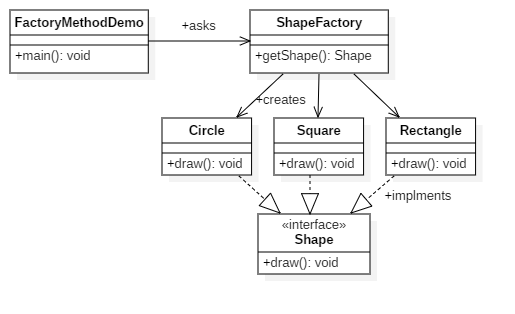 FactoryMethodDemo
+main(): void
+asks
ShapeFactory
+getShape(): Shape
+creates
Circle
+draw(): void
Square
+draw(): void
Rectangle
+draw(): void
+implments
«interface»
Shape
+draw(): void